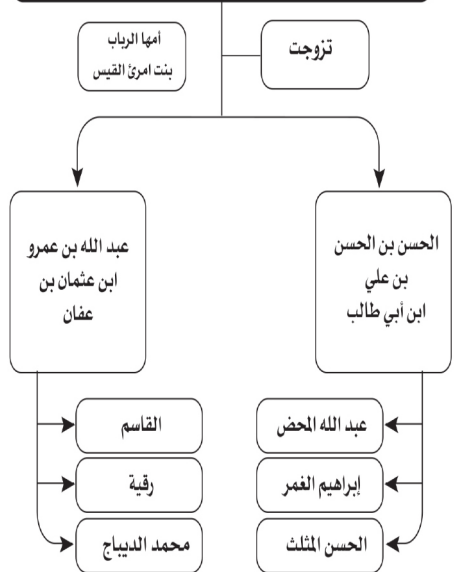 تزوجت
أمها الرباب
بنت امرئ القيس
الحسن بن الحسن
بن علي
ابن أبي طالب
عبد الله المحض
إبراهيم الغمر
الحسن المثلث
عبد الله بن عمرو
ابن عثمان بن
عفان
القاسم
رقية
محمد الديباج